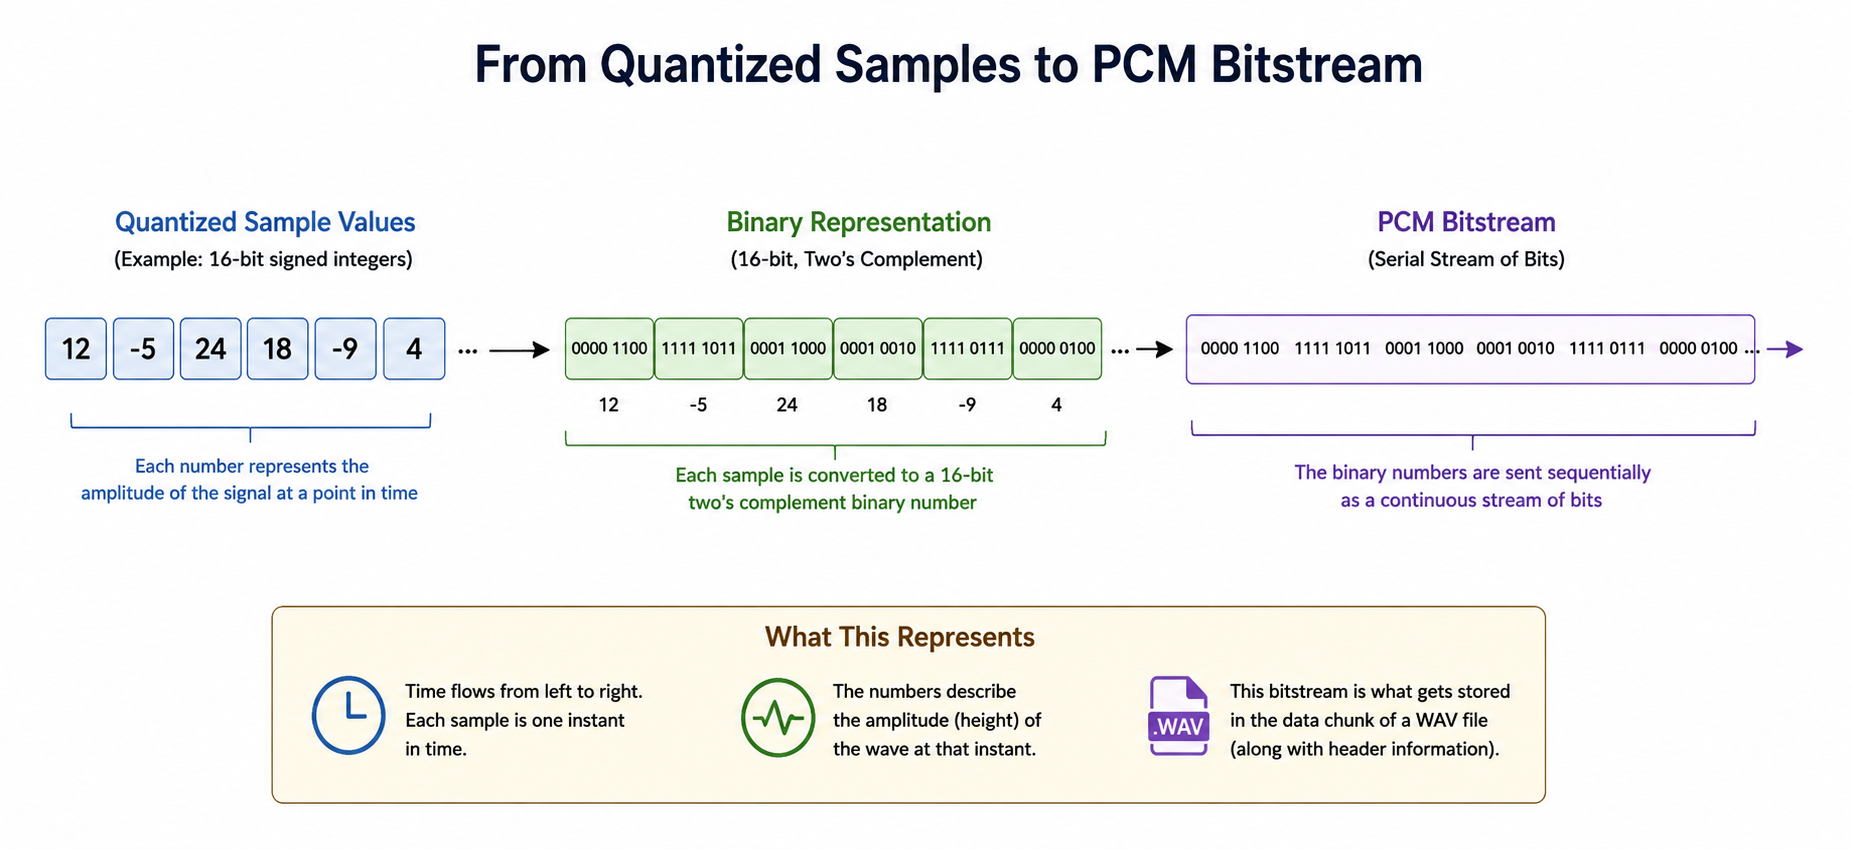 From Quantized Samples to PCM Bitstream
Quantized Sample Values
(Example: 16-bit signed integers)
12 -5 24 18 -9 4 ...
Each number represents the
amplitude of the signal at a point in time
Binary Representation
(16-bit, Two's Complement)
0000 1100 1111 1011 0001 1000 0001 0010 1111 0111 0000 0100 ...
12 -5 24 18 -9 4
Each sample is converted to a 16-bit
two's complement binary number
PCM Bitstream
(Serial Stream of Bits)
0000 1100 1111 1011 0001 1000 0001 0010 1111 0111 0000 0100 ...
The binary numbers are sent sequentially
as a continuous stream of bits
What This Represents
Time flows from left to right.
Each sample is one instant
in time.
The numbers describe
the amplitude (height) of
the wave at that instant.
.WAV
This bitstream is what gets stored
in the data chunk of a WAV file
(along with header information).